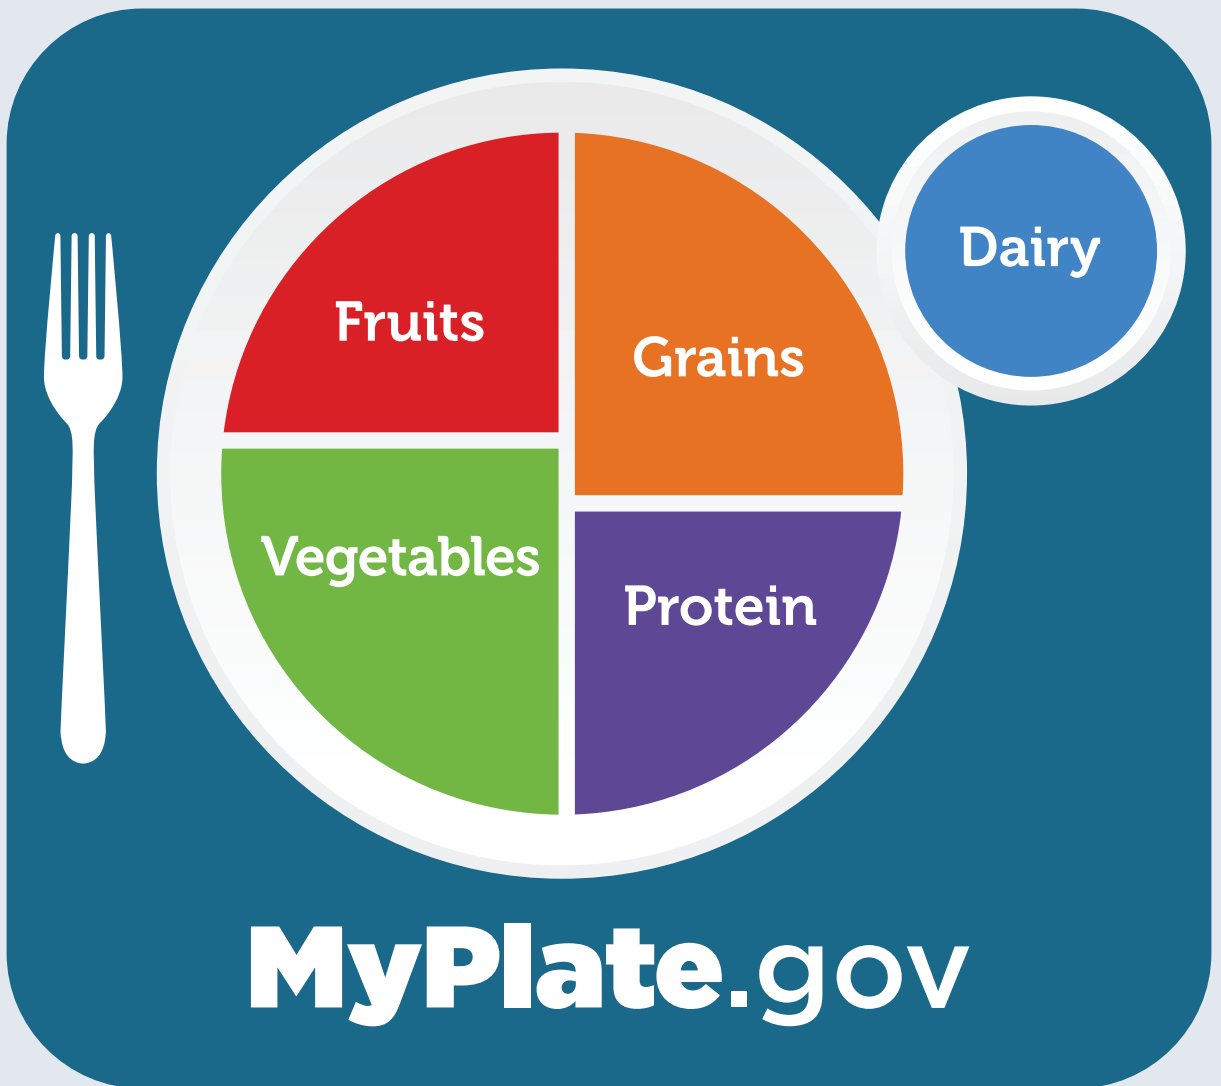 Fruits
Grains
Dairy
Vegetables
Protein
MyPlate.gov